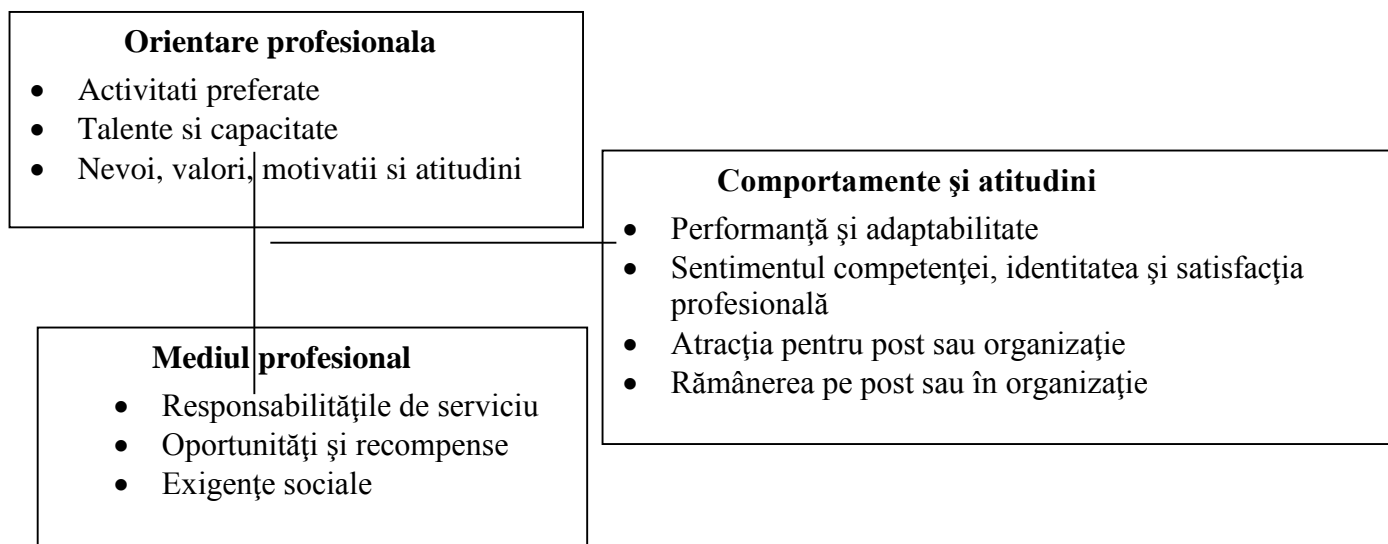 Orientare profesionala
• Activitati preferate
• Talente si capacitate
• Nevoi, valori, motivatii si atitudini
Comportamente şi atitudini
• Performanţă şi adaptabilitate
• Sentimentul competenţei, identitatea şi satisfacţia
profesională
• Atracţia pentru post sau organizaţie
• Rămânerea pe post sau în organizaţie
Mediul profesional
• Responsabilităţile de serviciu
• Oportunităţi şi recompense
• Exigenţe sociale